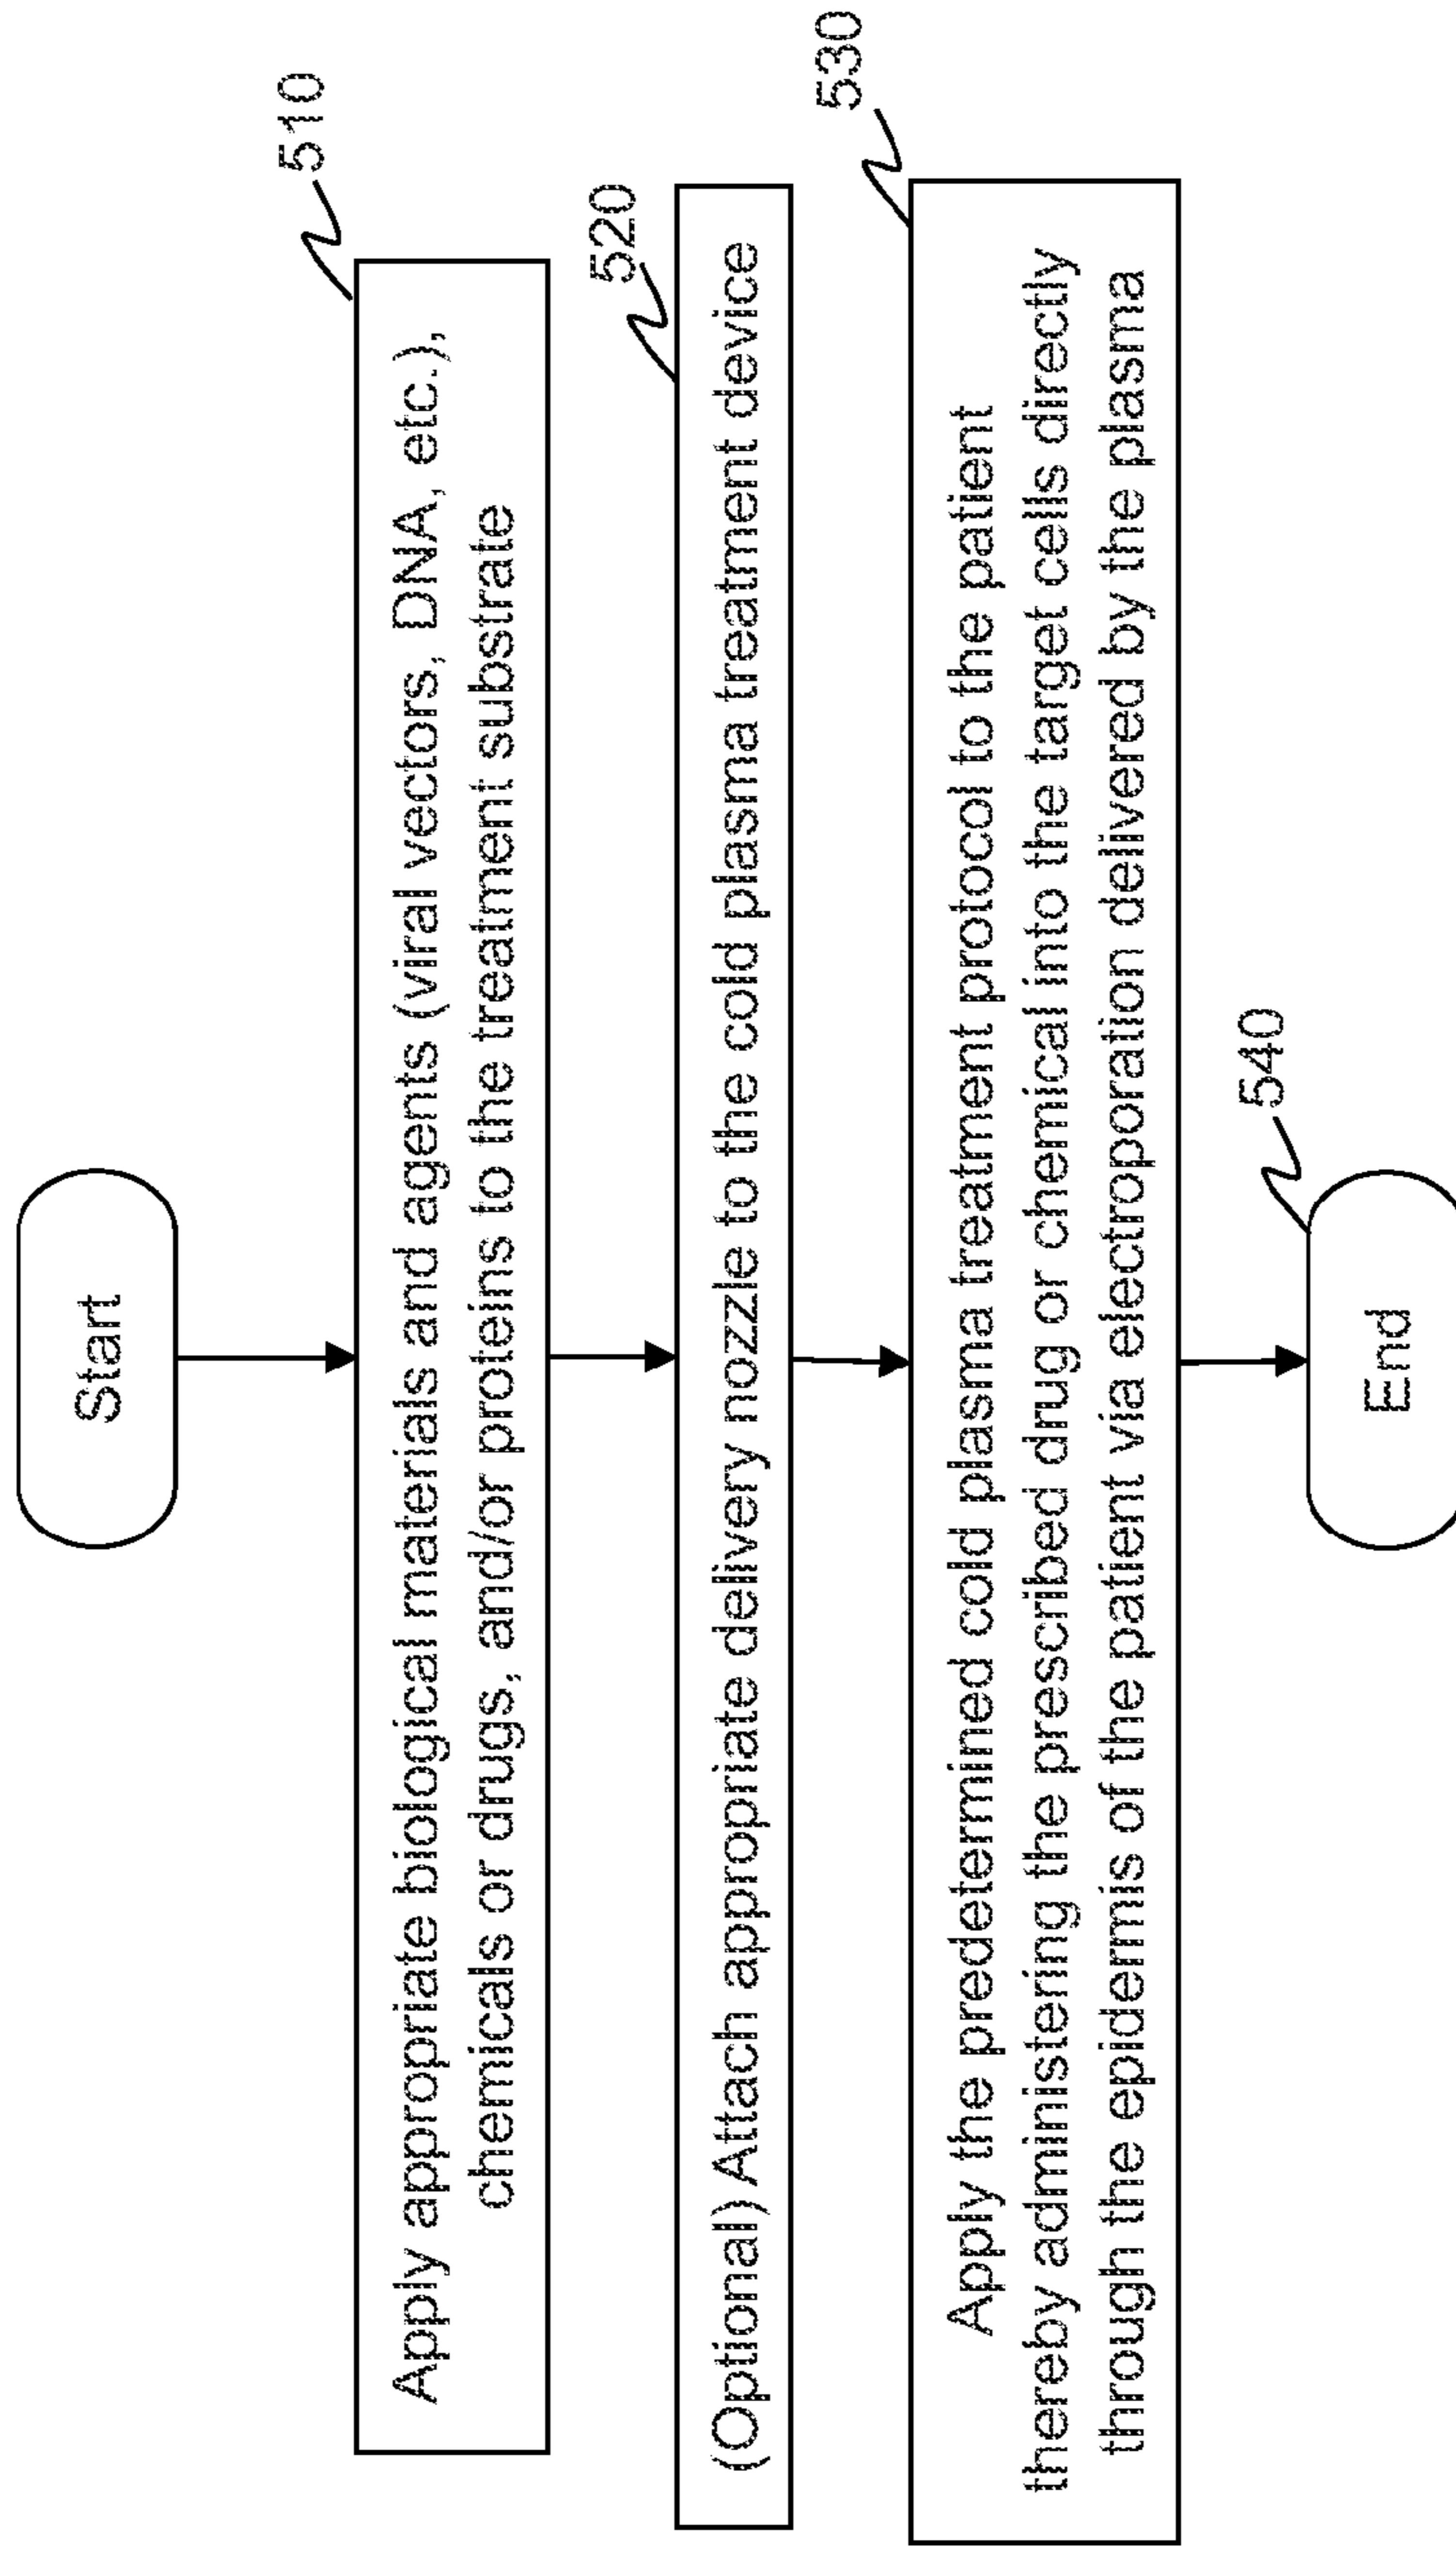 Start
510
Apply appropriate biological materials and agents (viral vectors, DNA, etc.),
chemicals or drugs, and/or proteins to the treatment substrate
520
(Optional) Attach appropriate delivery nozzle to the cold plasma treatment device
530
Apply the predetermined cold plasma treatment protocol to the patient
thereby administering the prescribed drug or chemical into the target cells directly
through the epidermis of the patient via electroporation delivered by the plasma
540
End